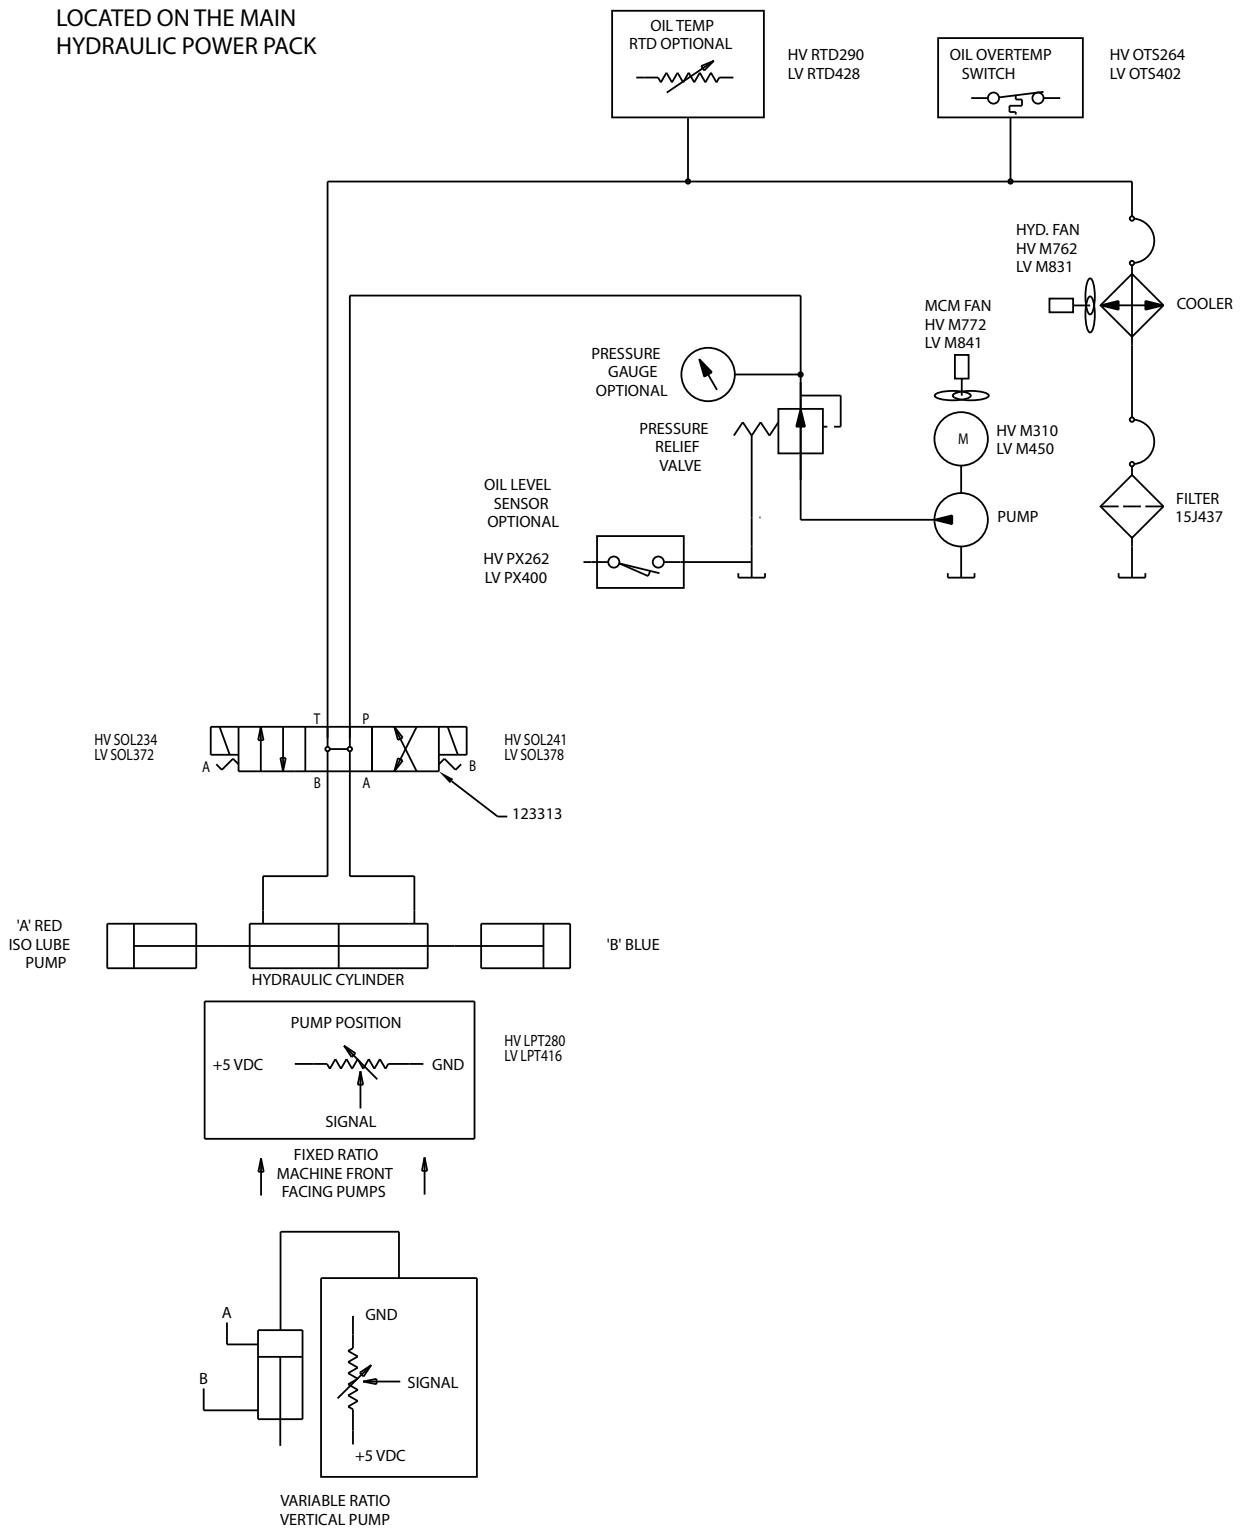 LOCATED ON THE MAIN
HYDRAULIC POWER PACK
OIL TEMP
RTD OPTIONAL
HV RTD290
LV RTD428
OIL OVERTEMP
SWITCH
HV OTS264
LV OTS402
HYD. FAN
HV M762
LV M831
COOLER
MCM FAN
HV M772
LV M841
PRESSURE
GAUGE
OPTIONAL
PRESSURE
RELIEF
VALVE
M
HV M310
LV M450
OIL LEVEL
SENSOR
OPTIONAL
HV PX262
LV PX400
PUMP
FILTER
15J437
T
P
HV SOL234
LV SOL372
HV SOL241
LV SOL378
A
B
B
A
123313
'A' RED
ISO LUBE
PUMP
'B' BLUE
HYDRAULIC CYLINDER
PUMP POSITION
+5 VDC
GND
SIGNAL
HV LPT280
LV LPT416
FIXED RATIO
MACHINE FRONT
FACING PUMPS
A
B
GND
SIGNAL
+5 VDC
VARIABLE RATIO
VERTICAL PUMP